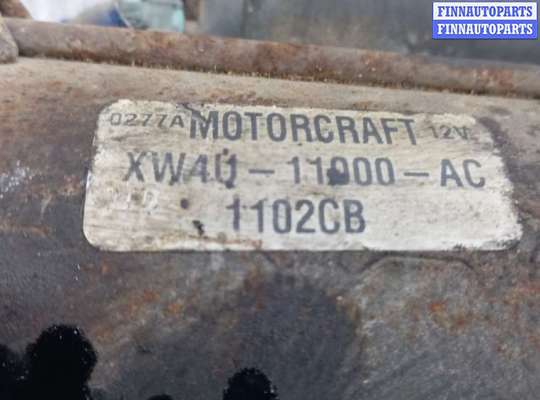 FINNAUTOPARTS
FINNAUTOPARTS
0277A MOTORCRAFT 12V
XW4U-11000-AC
1102CB